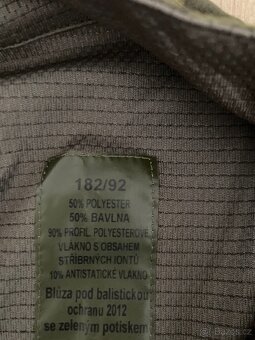 182/92
50% POLYESTER
50% BAVLNA
90% PROFIL. POLYESTEROVÉ
VLÁKNO S OBSAHEM
STŘÍBRNÝCH IONTŮ
10% ANTISTATICKÉ VLÁKNO
Blůza pod balistickou
ochranu 2012
se zeleným potiskem